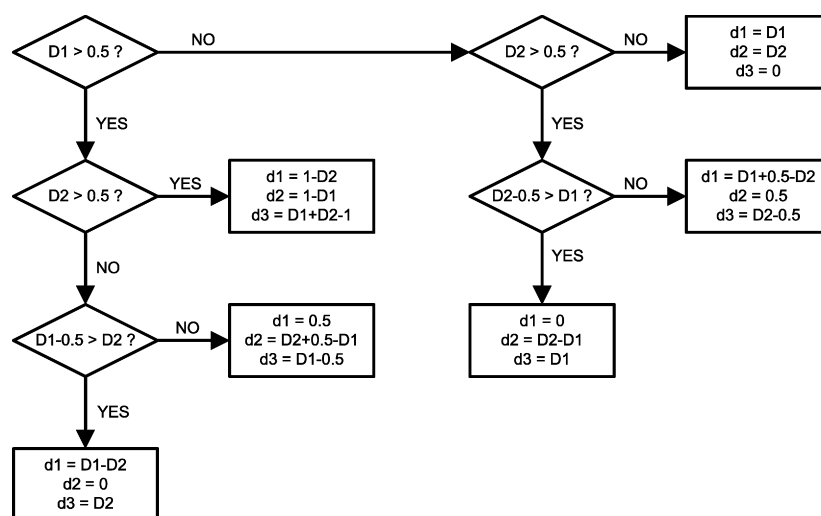 D1 > 0.5 ?
NO
D2 > 0.5 ?
NO
d1 = D1
d2 = D2
d3 = 0
YES
YES
D2 > 0.5 ?
YES
d1 = 1-D2
d2 = 1-D1
d3 = D1+D2-1
D2-0.5 > D1 ?
NO
d1 = D1+0.5-D2
d2 = 0.5
d3 = D2-0.5
NO
YES
D1-0.5 > D2 ?
NO
d1 = 0.5
d2 = D2+0.5-D1
d3 = D1-0.5
d1 = 0
d2 = D2-D1
d3 = D1
YES
d1 = D1-D2
d2 = 0
d3 = D2